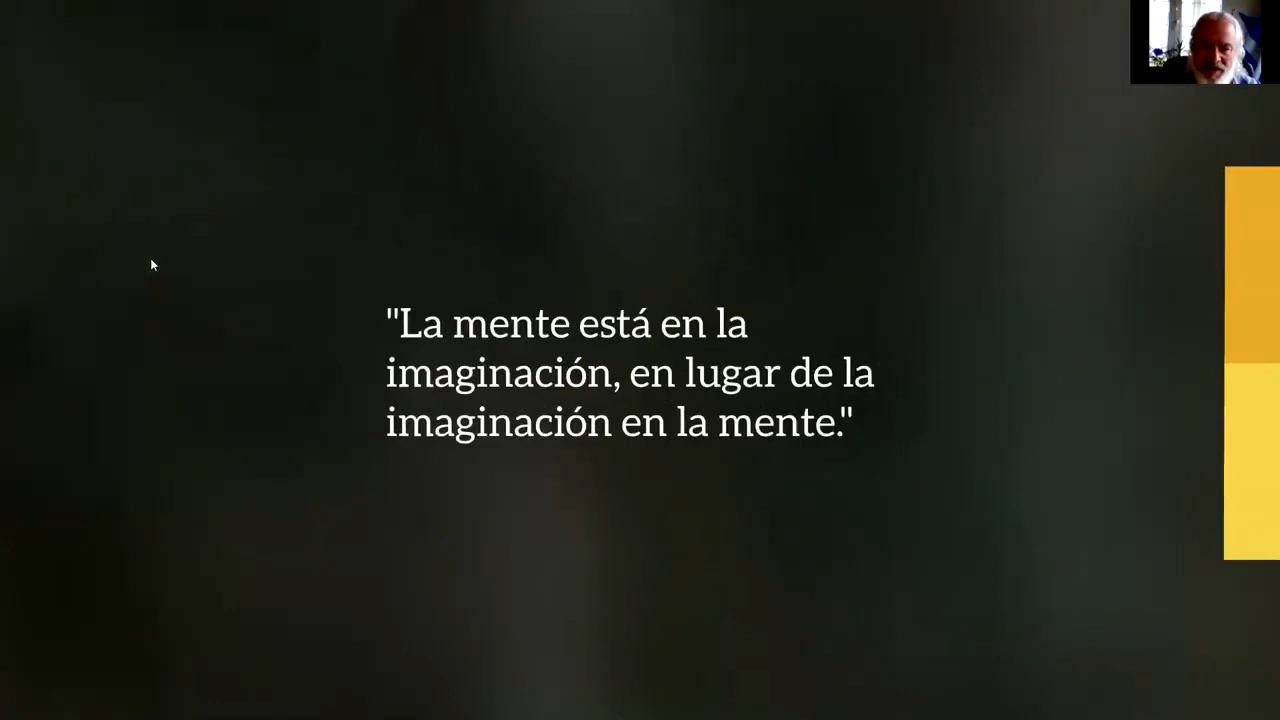 "La mente está en la
imaginación, en lugar de la
imaginación en la mente."